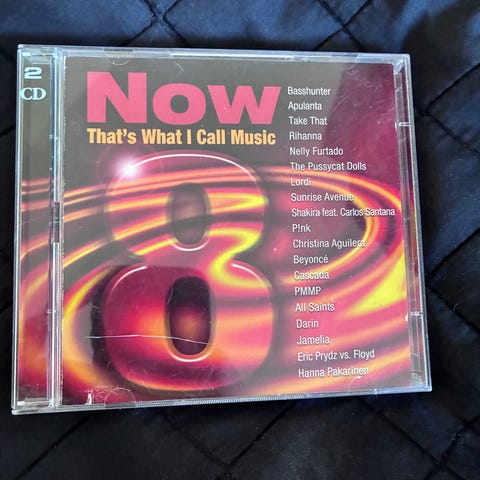 2
CD
Now
That's What I Call Music
8
Basshunter
Apulanta
Take That
Rihanna
Nelly Furtado
The Pussycat Dolls
Lordi
Sunrise Avenue
Shakira feat. Carlos Santana
P!nk
Christina Aguilera
Beyoncé
Cascada
PMMP
All Saints
Darin
Jamelia
Eric Prydz vs. Floyd
Hanna Pakarinen